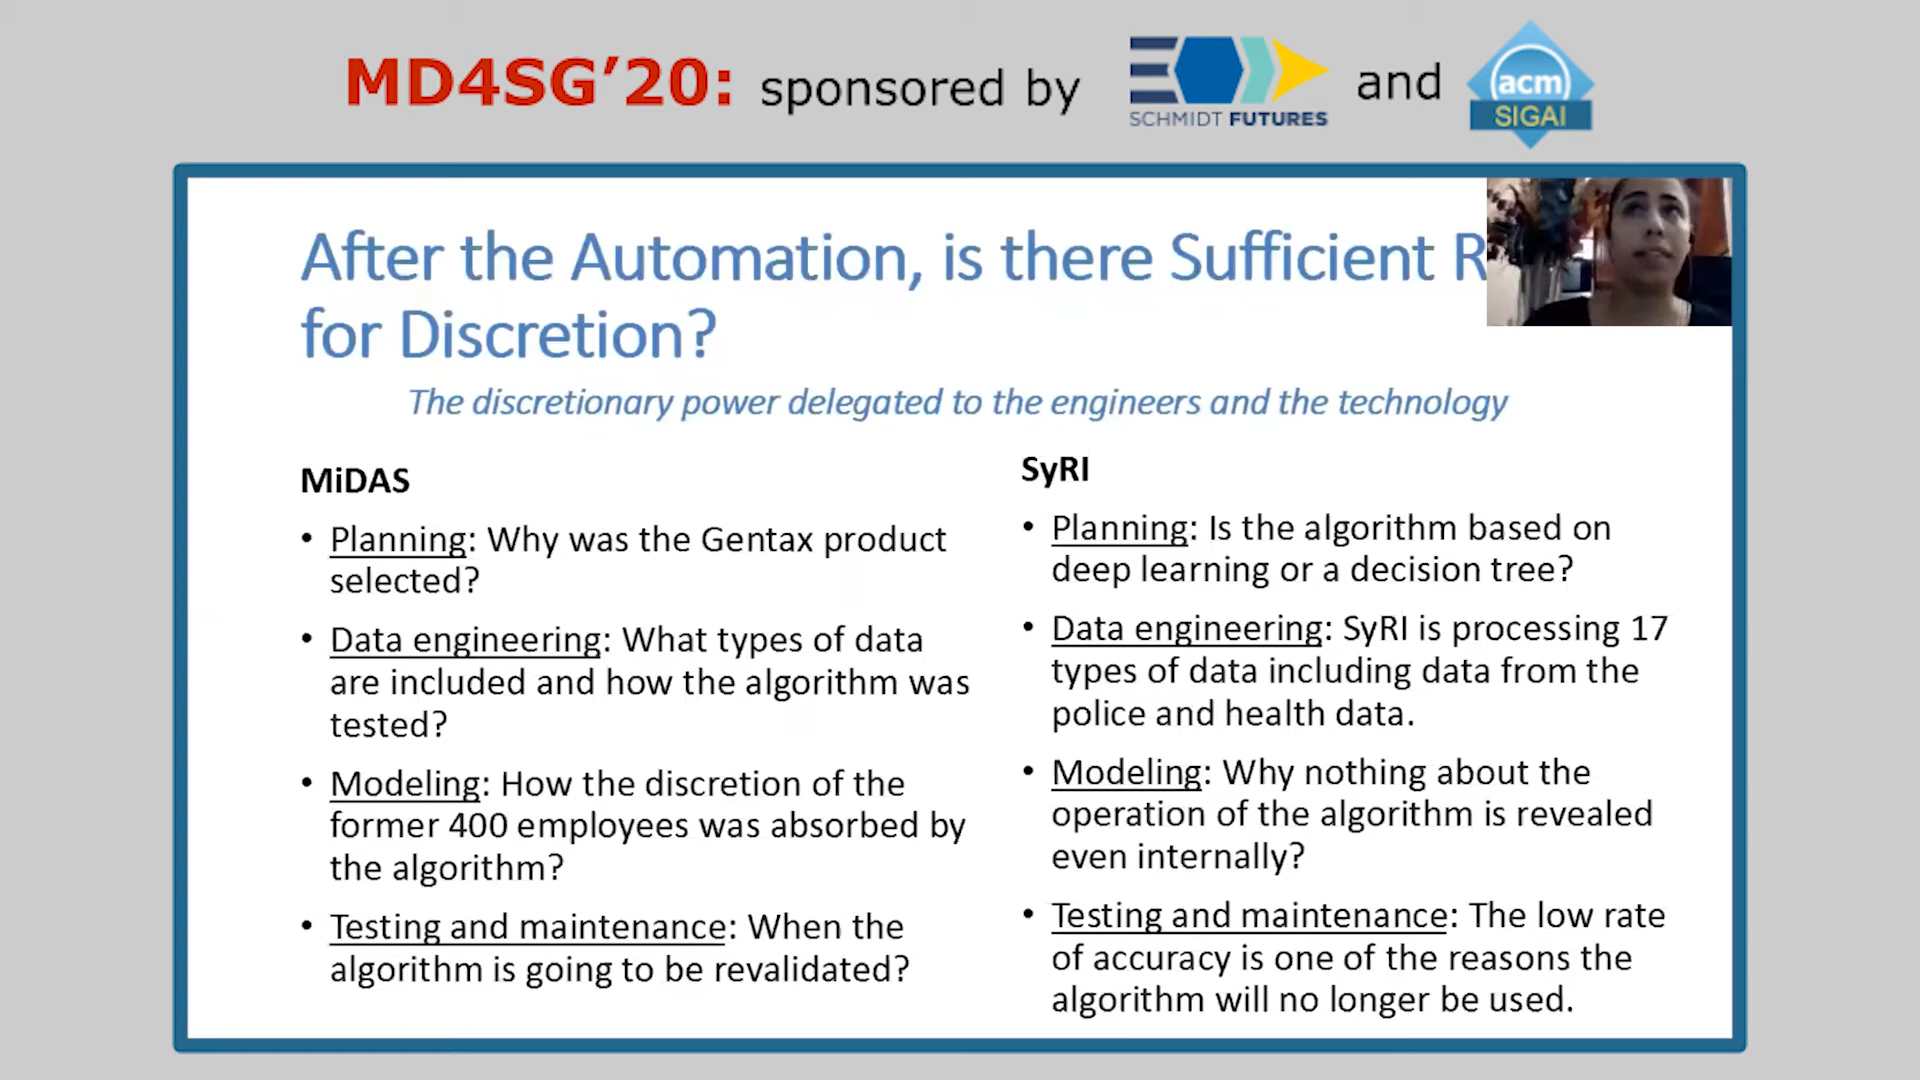 MD4SG’20: sponsored by
SCHMIDT FUTURES
and
acm
SIGAI
After the Automation, is there Sufficient R
for Discretion?
The discretionary power delegated to the engineers and the technology
MiDAS
• Planning: Why was the Gentax product
selected?
• Data engineering: What types of data
are included and how the algorithm was
tested?
• Modeling: How the discretion of the
former 400 employees was absorbed by
the algorithm?
• Testing and maintenance: When the
algorithm is going to be revalidated?
SyRI
• Planning: Is the algorithm based on
deep learning or a decision tree?
• Data engineering: SyRI is processing 17
types of data including data from the
police and health data.
• Modeling: Why nothing about the
operation of the algorithm is revealed
even internally?
• Testing and maintenance: The low rate
of accuracy is one of the reasons the
algorithm will no longer be used.